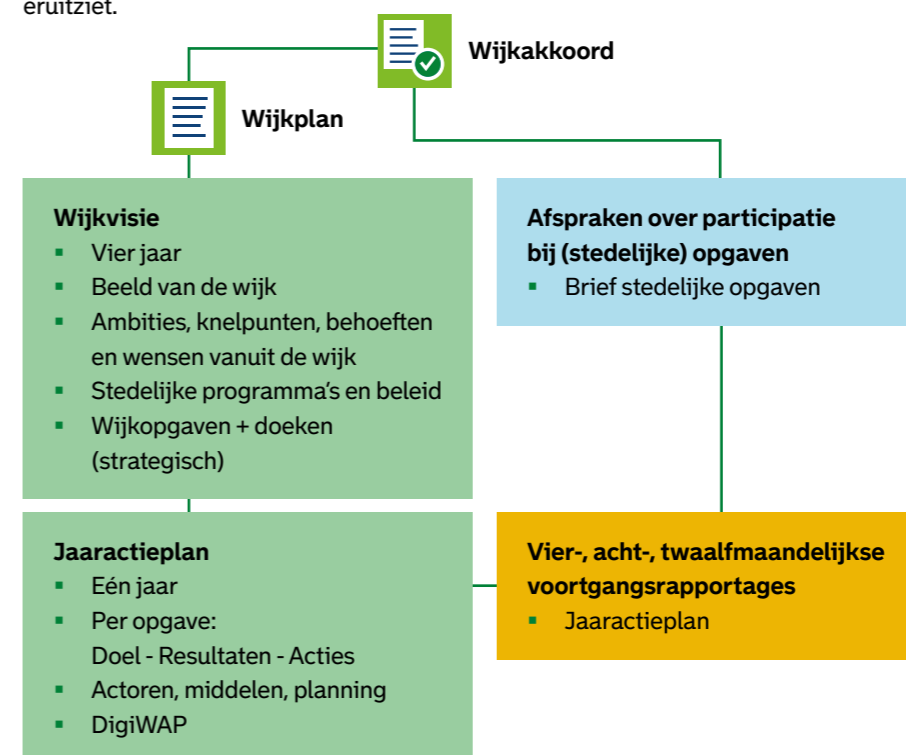 eruitziet.
Wijkakkoord
Wijkplan
Wijkvisie
▪ Vier jaar
▪ Beeld van de wijk
▪ Ambities, knelpunten, behoeften
en wensen vanuit de wijk
▪ Stedelijke programma's en beleid
▪ Wijkopgaven + doeken
(strategisch)
Afspraken over participatie
bij (stedelijke) opgaven
▪ Brief stedelijke opgaven
Jaaractieplan
▪ Eén jaar
▪ Per opgave:
Doel - Resultaten - Acties
▪ Actoren, middelen, planning
▪ DigiWAP
Vier-, acht-, twaalfmaandelijkse
voortgangsrapportages
▪ Jaaractieplan